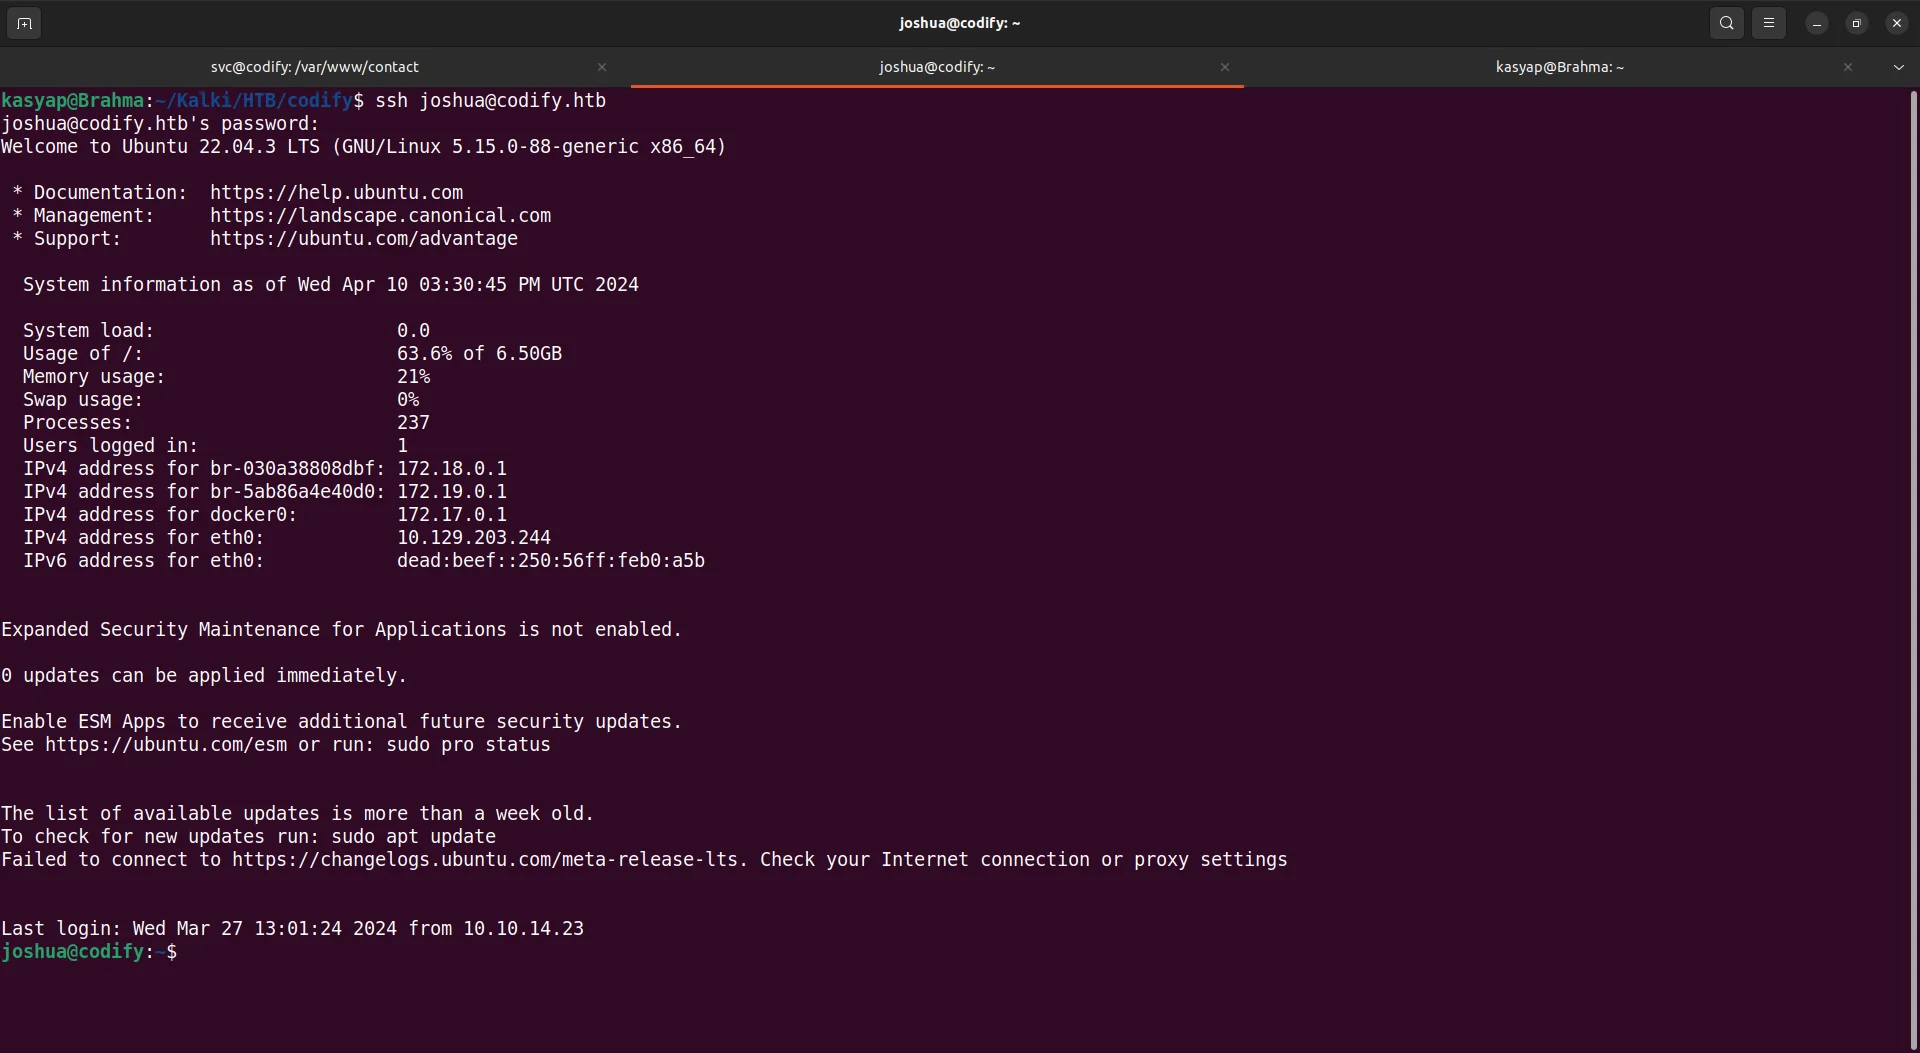 joshua@codify: ~
svc@codify: /var/www/contact
joshua@codify: ~
kasyap@Brahma: ~
kasyap@Brahma:~/Kalki/HTB/codify$ ssh joshua@codify.htb
joshua@codify.htb's password:
Welcome to Ubuntu 22.04.3 LTS (GNU/Linux 5.15.0-88-generic x86_64)
* Documentation:  https://help.ubuntu.com
* Management:     https://landscape.canonical.com
* Support:        https://ubuntu.com/advantage
System information as of Wed Apr 10 03:30:45 PM UTC 2024
System load:                      0.0
Usage of /:                       63.6% of 6.50GB
Memory usage:                     21%
Swap usage:                       0%
Processes:                        237
Users logged in:                  1
IPv4 address for br-030a38808dbf: 172.18.0.1
IPv4 address for br-5ab86a4e40d0: 172.19.0.1
IPv4 address for docker0:         172.17.0.1
IPv4 address for eth0:            10.129.203.244
IPv6 address for eth0:            dead:beef::250:56ff:feb0:a5b
Expanded Security Maintenance for Applications is not enabled.
0 updates can be applied immediately.
Enable ESM Apps to receive additional future security updates.
See https://ubuntu.com/esm or run: sudo pro status
The list of available updates is more than a week old.
To check for new updates run: sudo apt update
Failed to connect to https://changelogs.ubuntu.com/meta-release-lts. Check your Internet connection or proxy settings
Last login: Wed Mar 27 13:01:24 2024 from 10.10.14.23
joshua@codify:~$